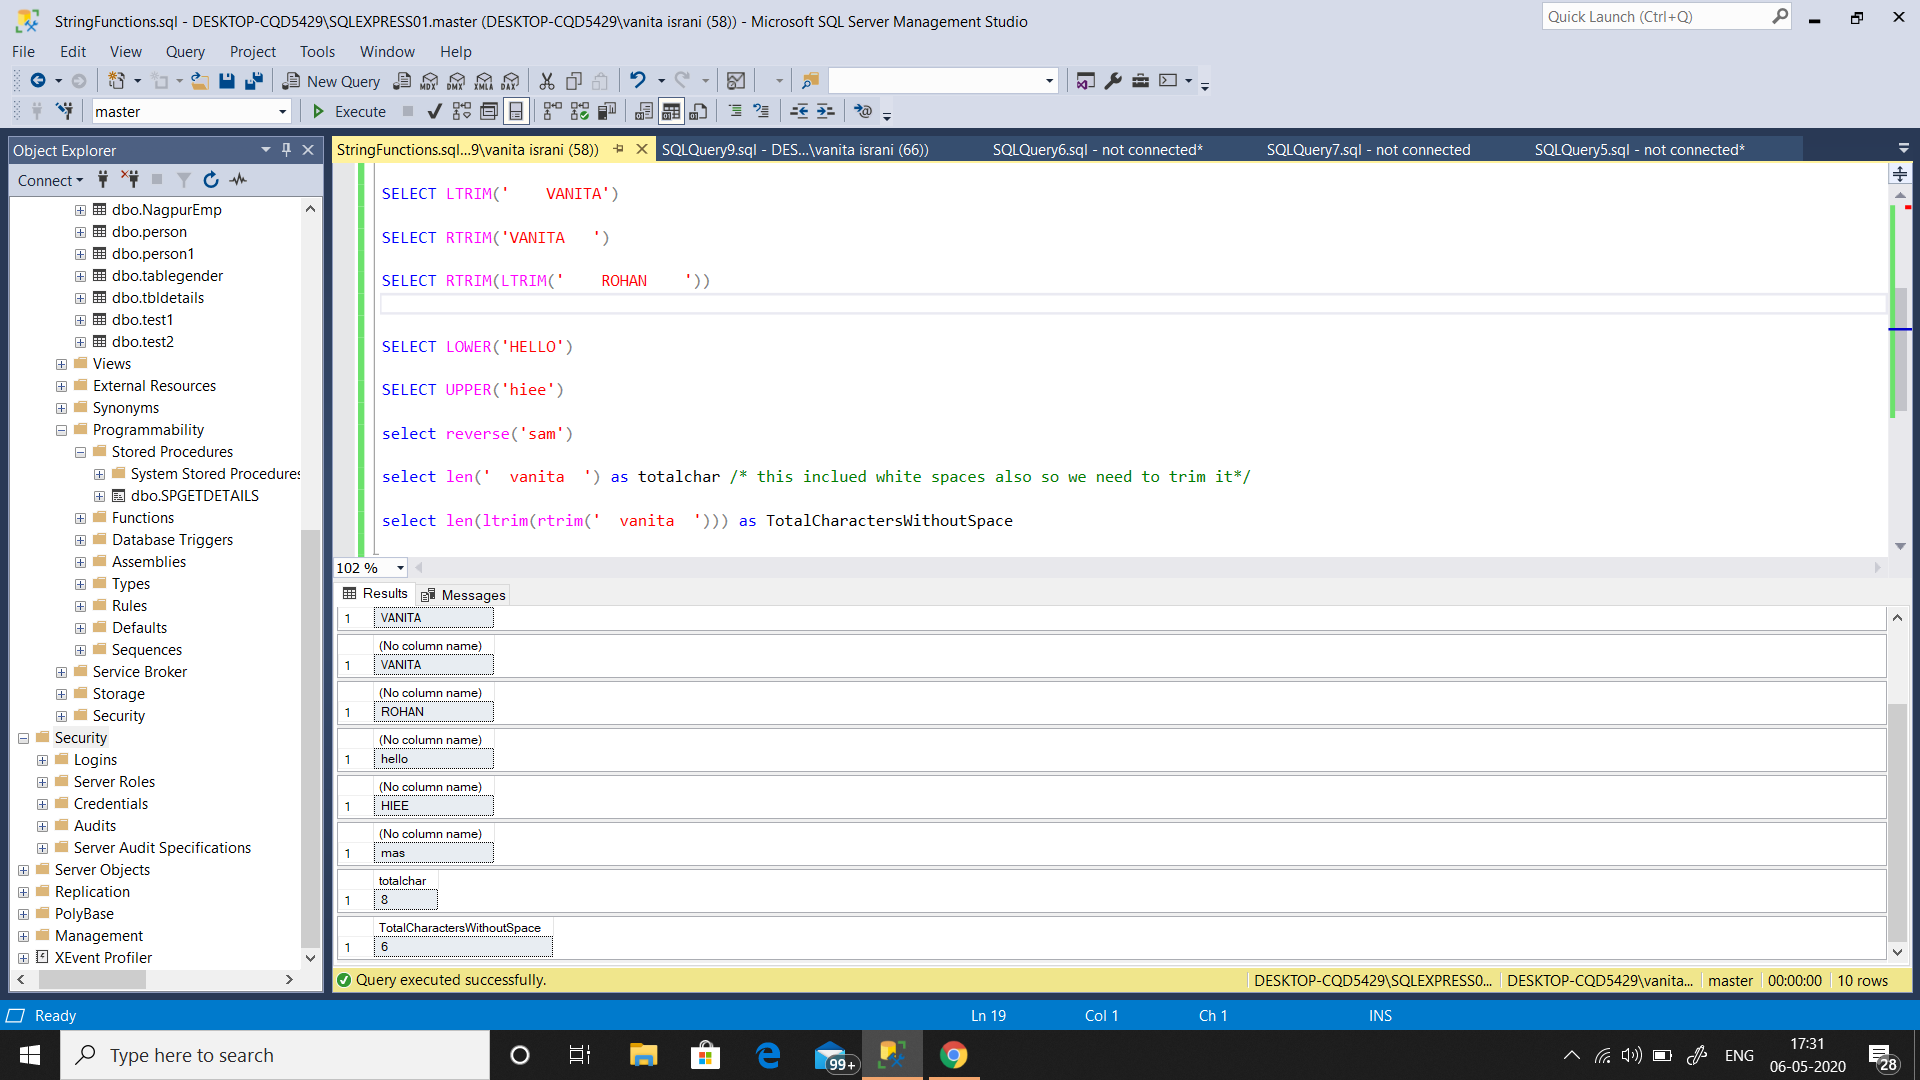 StringFunctions.sql - DESKTOP-CQD5429\SQLEXPRESS01.master (DESKTOP-CQD5429\vanita israni (58)) - Microsoft SQL Server Management Studio
Quick Launch (Ctrl+Q)
File Edit View Query Project Tools Window Help
New Query MDX DMX XMLA DAX
master Execute
Object Explorer
Connect
dbo.NagpurEmp
dbo.person
dbo.person1
dbo.tablegender
dbo.tbldetails
dbo.test1
dbo.test2
Views
External Resources
Synonyms
Programmability
Stored Procedures
System Stored Procedures
dbo.SPGETDETAILS
Functions
Database Triggers
Assemblies
Types
Rules
Defaults
Sequences
Service Broker
Storage
Security
Security
Logins
Server Roles
Credentials
Audits
Server Audit Specifications
Server Objects
Replication
PolyBase
Management
XEvent Profiler
StringFunctions.sql...9\vanita israni (58)) SQLQuery9.sql - DES...\vanita israni (66)) SQLQuery6.sql - not connected* SQLQuery7.sql - not connected SQLQuery5.sql - not connected*
SELECT LTRIM('    VANITA')
SELECT RTRIM('VANITA   ')
SELECT RTRIM(LTRIM('    ROHAN    '))
SELECT LOWER('HELLO')
SELECT UPPER('hiee')
select reverse('sam')
select len('  vanita  ') as totalchar /* this inclued white spaces also so we need to trim it*/
select len(ltrim(rtrim('  vanita  '))) as TotalCharactersWithoutSpace
102 %
Results Messages
1 VANITA
(No column name)
1 VANITA
(No column name)
1 ROHAN
(No column name)
1 hello
(No column name)
1 HIEE
(No column name)
1 mas
totalchar
1 8
TotalCharactersWithoutSpace
1 6
Query executed successfully. DESKTOP-CQD5429\SQLEXPRESS0... DESKTOP-CQD5429\vanita... master 00:00:00 10 rows
Ready Ln 19 Col 1 Ch 1 INS
Type here to search
99+
ENG
17:31
06-05-2020
28